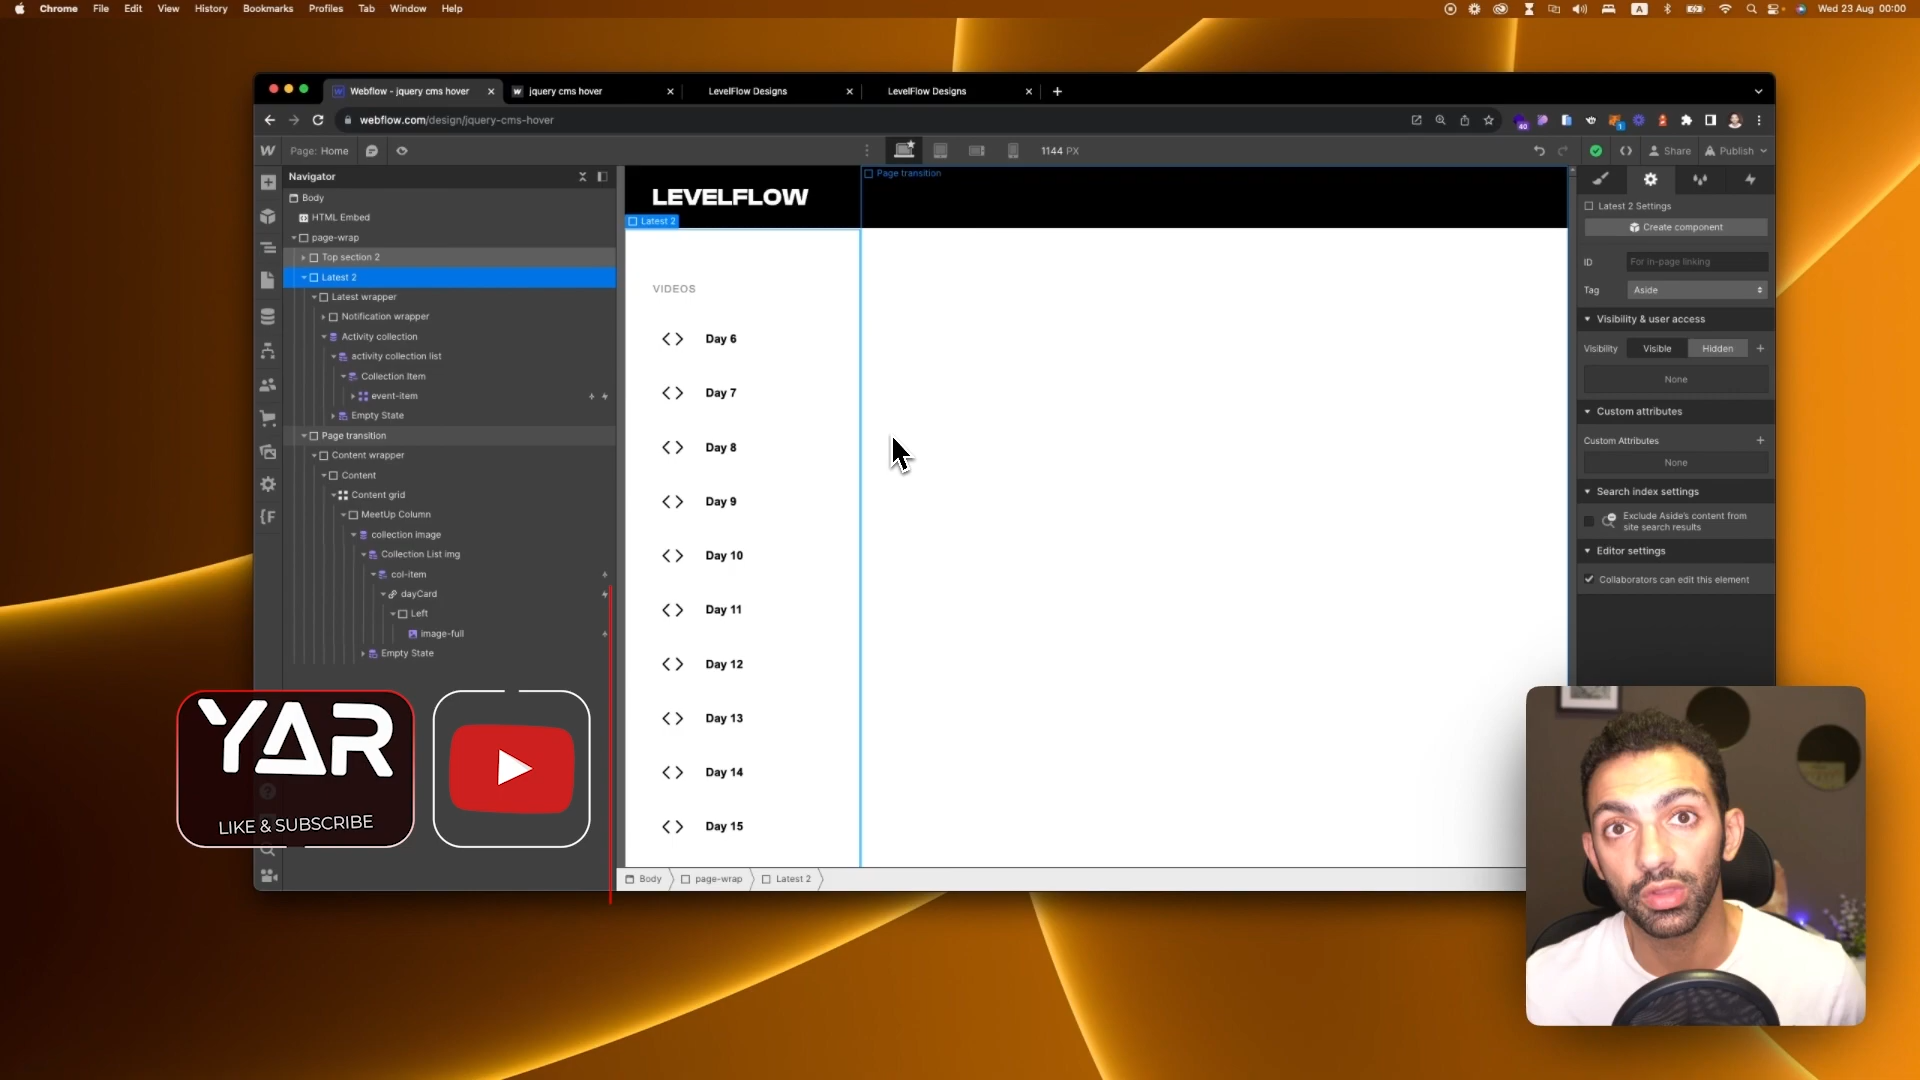 Chrome File Edit View History Bookmarks Profiles Tab Window Help
A
Wed 23 Aug 00:00
Webflow - jquery cms hover
jquery cms hover
LevelFlow Designs
LevelFlow Designs
webflow.com/design/jquery-cms-hover
40
1
Page: Home
1144 PX
Share
Publish
Navigator
Body
HTML Embed
page-wrap
Top section 2
Latest 2
Latest wrapper
Notification wrapper
Activity collection
activity collection list
Collection Item
event-item
Empty State
Page transition
Content wrapper
Content
Content grid
MeetUp Column
collection image
Collection List img
col-item
dayCard
Left
image-full
Empty State
LEVELFLOW
Page transition
Latest 2
VIDEOS
Day 6
Day 7
Day 8
Day 9
Day 10
Day 11
Day 12
Day 13
Day 14
Day 15
Body
page-wrap
Latest 2
Latest 2 Settings
Create component
ID
For in-page linking
Tag
Aside
Visibility & user access
Visibility
Visible
Hidden
None
Custom attributes
Custom Attributes
None
Search index settings
Exclude Aside's content from
site search results
Editor settings
Collaborators can edit this element
YAR
LIKE & SUBSCRIBE